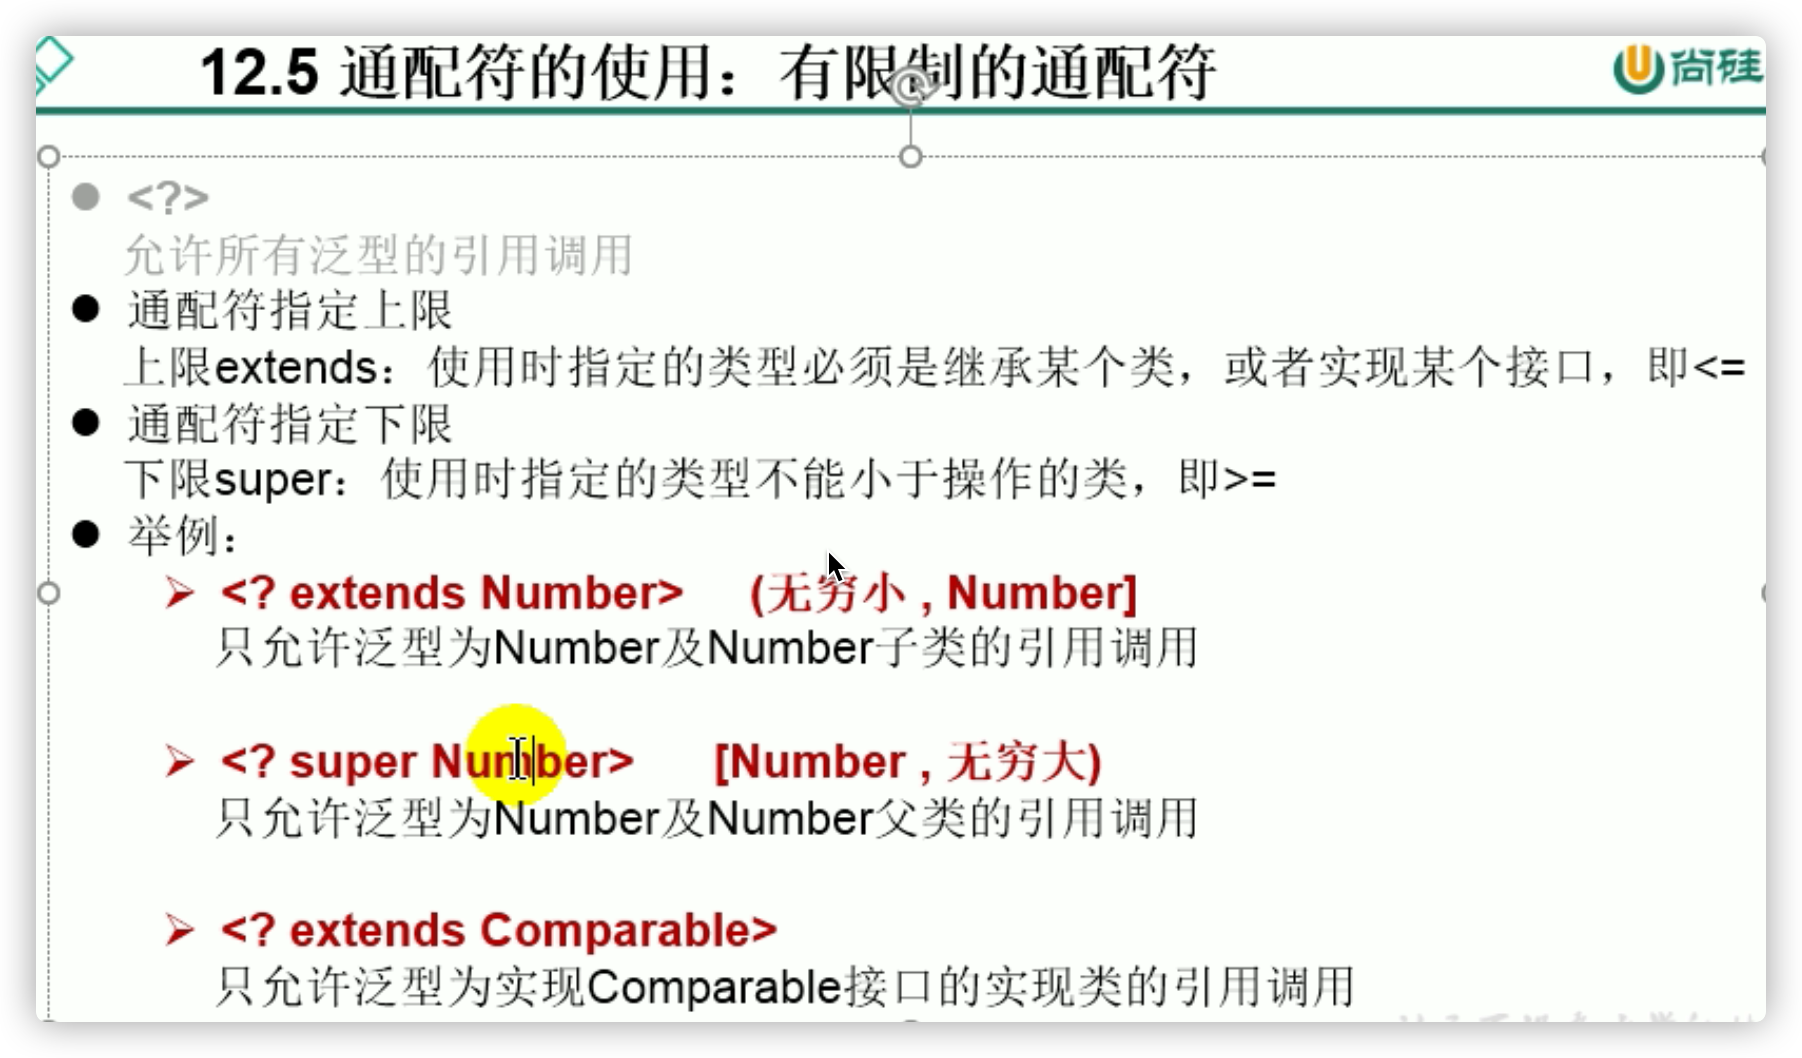 12.5 通配符的使用：有限制的通配符
尚硅
<?>
允许所有泛型的引用调用
通配符指定上限
上限extends：使用时指定的类型必须是继承某个类，或者实现某个接口，即<=
通配符指定下限
下限super：使用时指定的类型不能小于操作的类，即>=
举例：
<? extends Number> (无穷小 , Number]
只允许泛型为Number及Number子类的引用调用
<? super Number> [Number , 无穷大)
只允许泛型为Number及Number父类的引用调用
<? extends Comparable>
只允许泛型为实现Comparable接口的实现类的引用调用